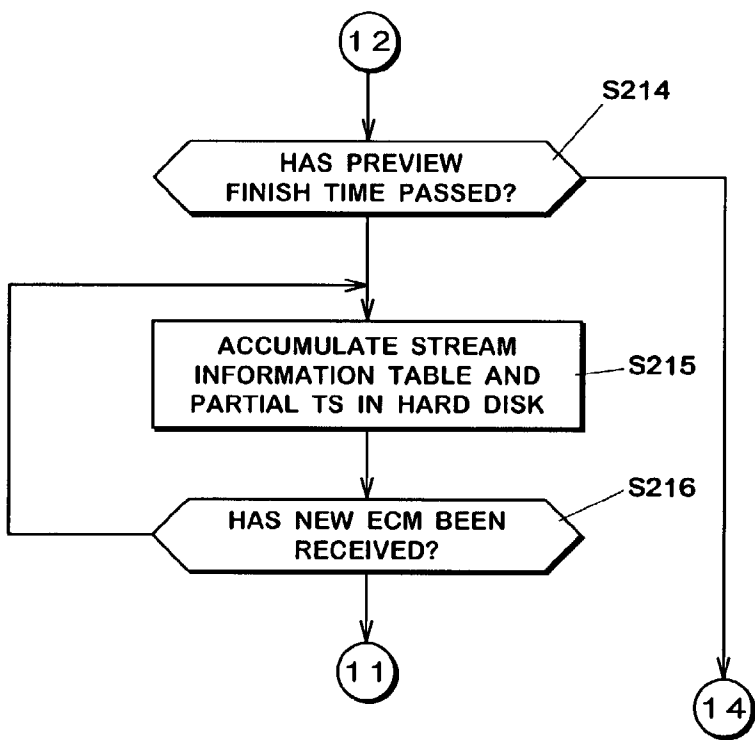 12
S214
HAS PREVIEW
FINISH TIME PASSED?
ACCUMULATE STREAM
INFORMATION TABLE AND
PARTIAL TS IN HARD DISK
S215
S216
HAS NEW ECM BEEN
RECEIVED?
11
14